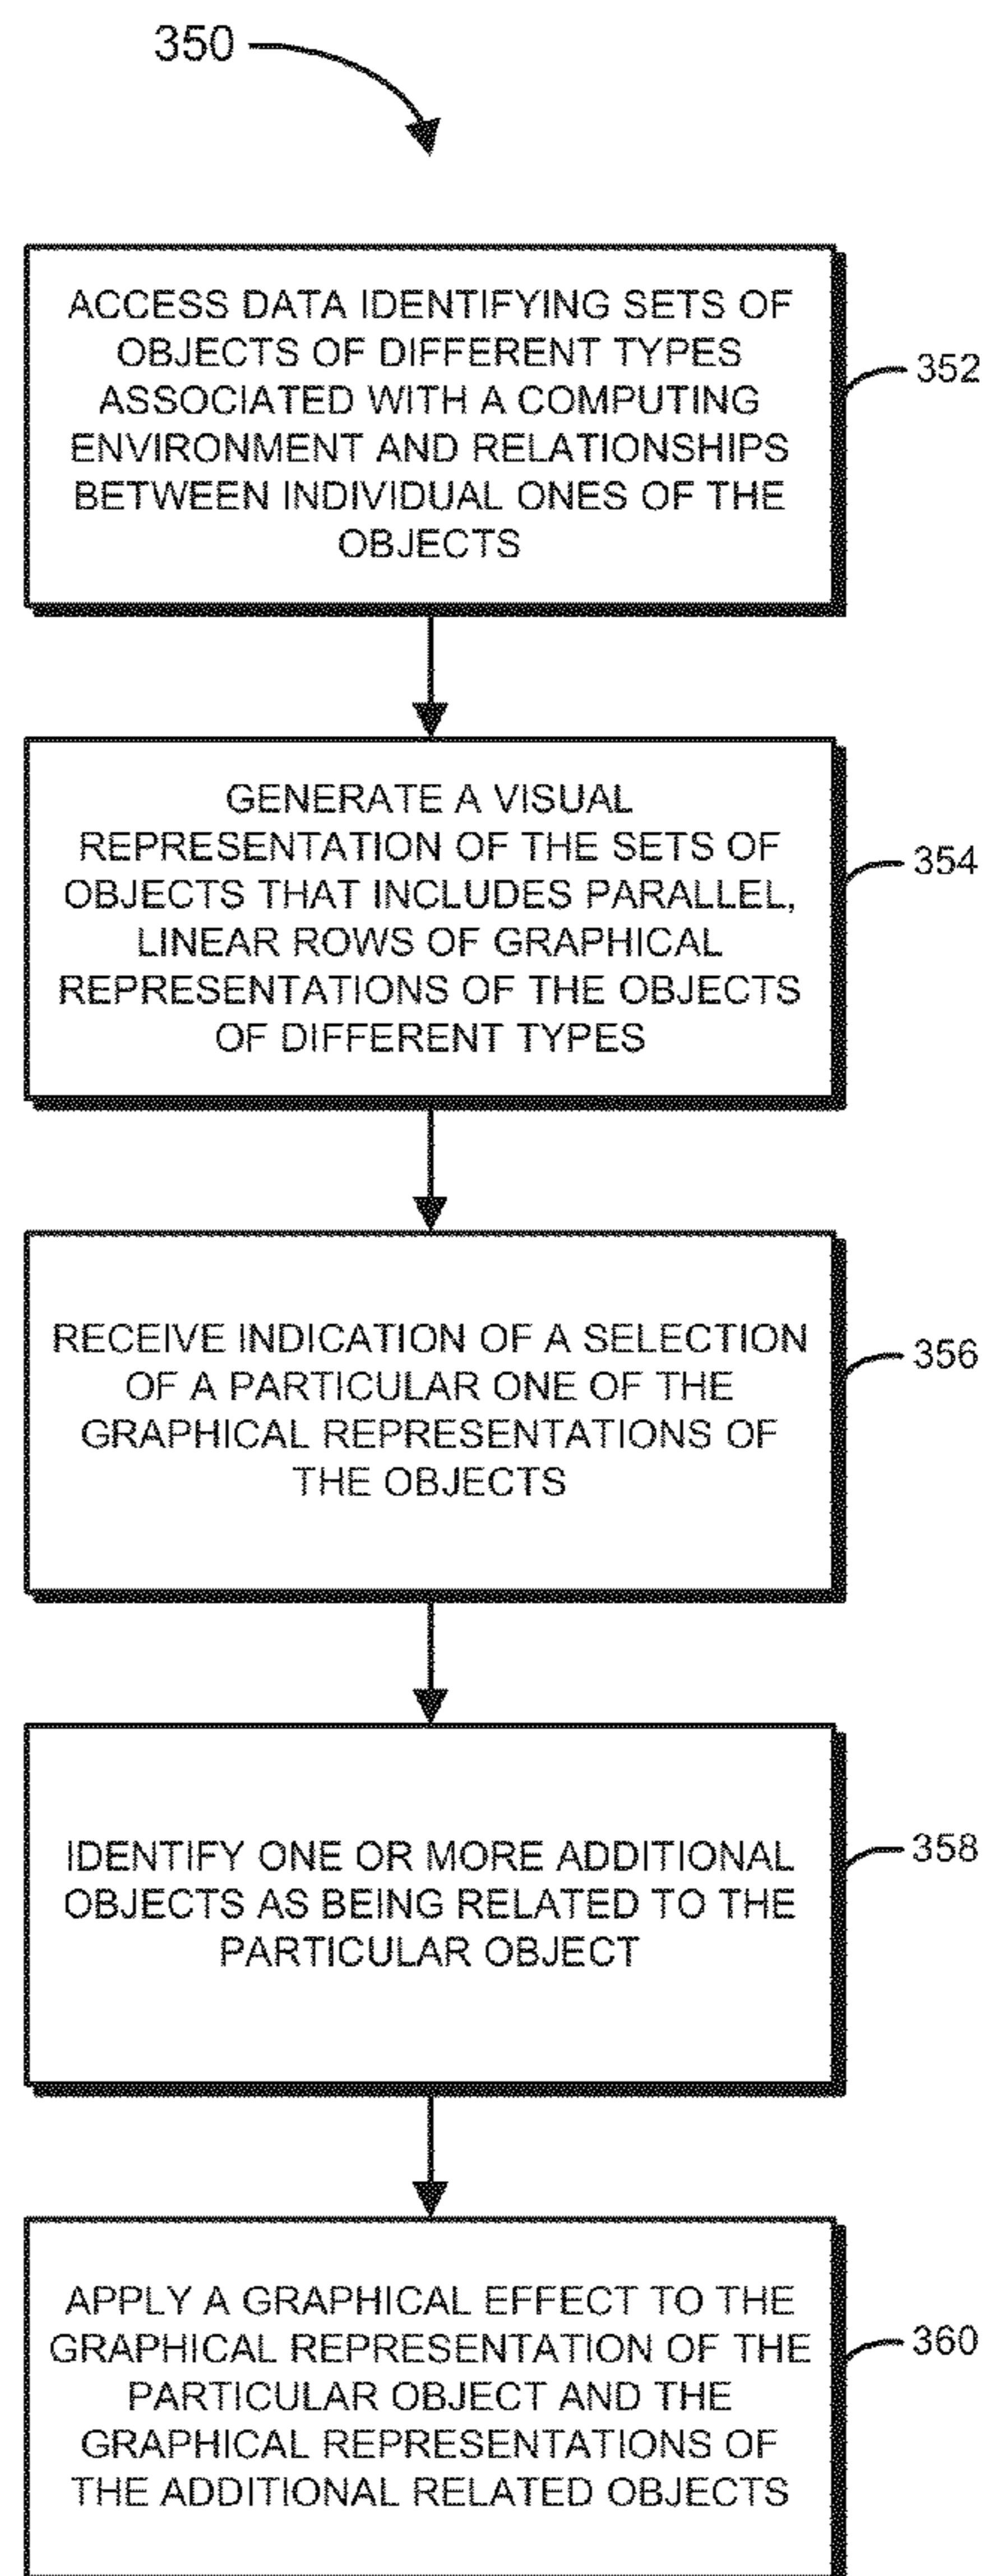 350
ACCESS DATA IDENTIFYING SETS OF
OBJECTS OF DIFFERENT TYPES
ASSOCIATED WITH A COMPUTING
ENVIRONMENT AND RELATIONSHIPS
BETWEEN INDIVIDUAL ONES OF THE
OBJECTS
352
GENERATE A VISUAL
REPRESENTATION OF THE SETS OF
OBJECTS THAT INCLUDES PARALLEL,
LINEAR ROWS OF GRAPHICAL
REPRESENTATIONS OF THE OBJECTS
OF DIFFERENT TYPES
354
RECEIVE INDICATION OF A SELECTION
OF A PARTICULAR ONE OF THE
GRAPHICAL REPRESENTATIONS OF
THE OBJECTS
356
IDENTIFY ONE OR MORE ADDITIONAL
OBJECTS AS BEING RELATED TO THE
PARTICULAR OBJECT
358
APPLY A GRAPHICAL EFFECT TO THE
GRAPHICAL REPRESENTATION OF THE
PARTICULAR OBJECT AND THE
GRAPHICAL REPRESENTATIONS OF
THE ADDITIONAL RELATED OBJECTS
360